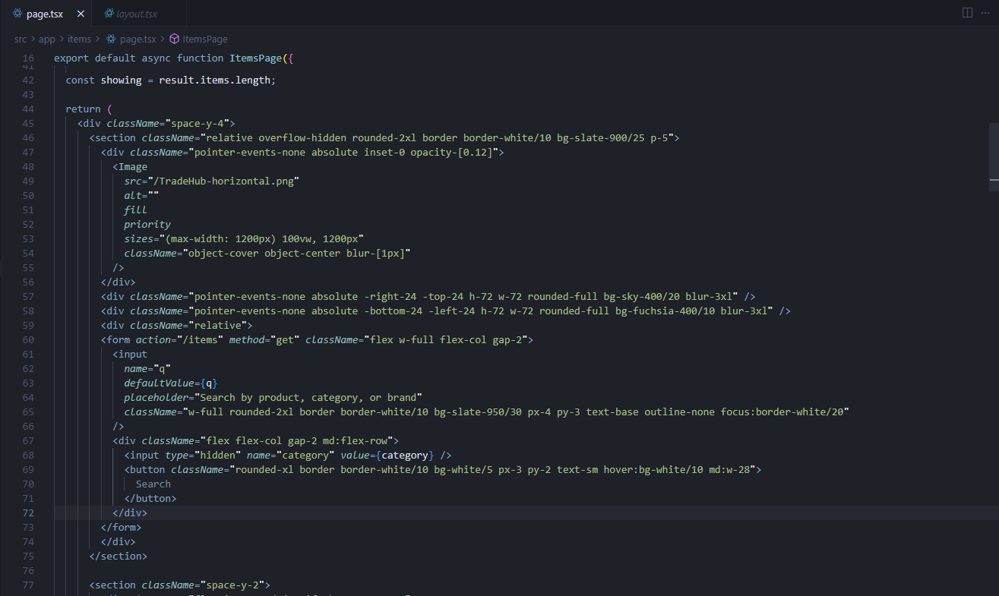 page.tsx
layout.tsx
src > app > items > page.tsx > ItemsPage
16 export default async function ItemsPage({
41
42 const showing = result.items.length;
43
44 return (
45 <div className="space-y-4">
46 <section className="relative overflow-hidden rounded-2xl border border-white/10 bg-slate-900/25 p-5">
47 <div className="pointer-events-none absolute inset-0 opacity-[0.12]">
48 <Image
49 src="/TradeHub-horizontal.png"
50 alt=""
51 fill
52 priority
53 sizes="(max-width: 1200px) 100vw, 1200px"
54 className="object-cover object-center blur-[1px]"
55 />
56 </div>
57 <div className="pointer-events-none absolute -right-24 -top-24 h-72 w-72 rounded-full bg-sky-400/20 blur-3xl" />
58 <div className="pointer-events-none absolute -bottom-24 -left-24 h-72 w-72 rounded-full bg-fuchsia-400/10 blur-3xl" />
59 <div className="relative">
60 <form action="/items" method="get" className="flex w-full flex-col gap-2">
61 <input
62 name="q"
63 defaultValue={q}
64 placeholder="Search by product, category, or brand"
65 className="w-full rounded-2xl border border-white/10 bg-slate-950/30 px-4 py-3 text-base outline-none focus:border-white/20"
66 />
67 <div className="flex flex-col gap-2 md:flex-row">
68 <input type="hidden" name="category" value={category} />
69 <button className="rounded-xl border border-white/10 bg-white/5 px-3 py-2 text-sm hover:bg-white/10 md:w-28">
70 Search
71 </button>
72 </div>
73 </form>
74 </div>
75 </section>
76
77 <section className="space-y-2">